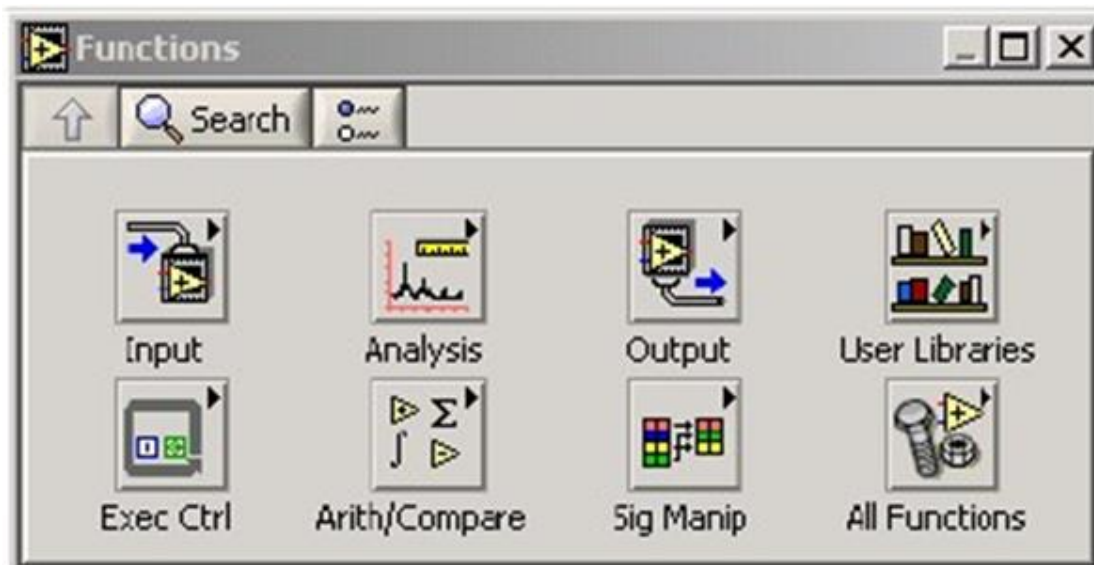 Functions
Search
Input Analysis Output User Libraries
Exec Ctrl Arith/Compare Sig Manip All Functions